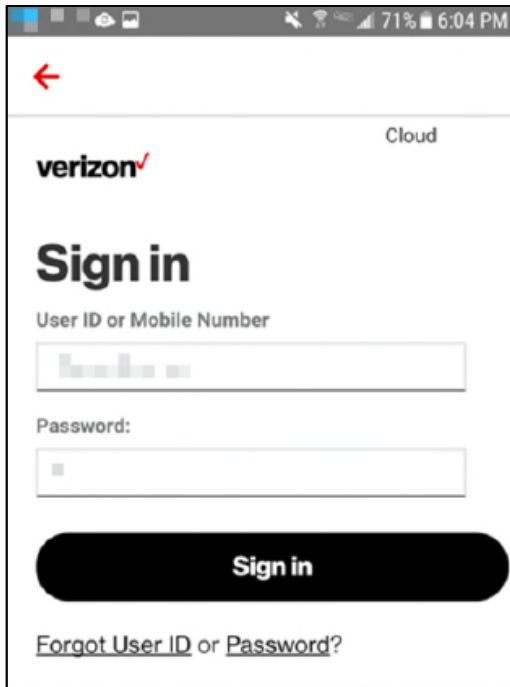 71% 6:04 PM
Cloud
verizon
Sign in
User ID or Mobile Number
Password:
Sign in
Forgot User ID or Password?